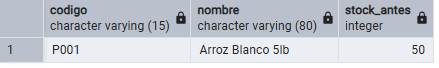 codigo nombre stock_antes
character varying (15) character varying (80) integer
1 P001 Arroz Blanco 5lb 50